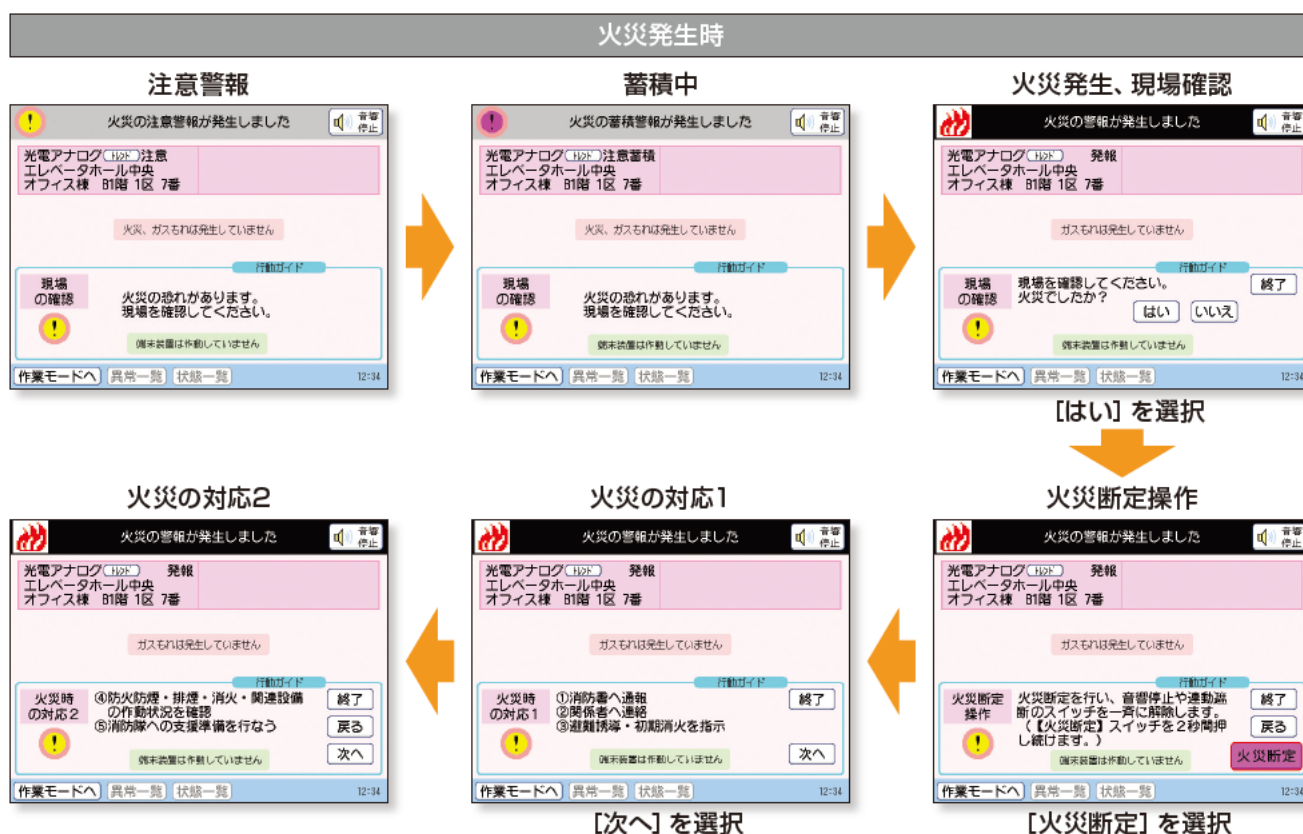 火災発生時
注意警報
火災の注意警報が発生しました
音響
停止
光電アナログ(トレンド)注意
エレベータホール中央
オフィス棟 B1階 1区 7番
火災、ガスもれは発生していません
行動ガイド
現場
の確認
火災の恐れがあります。
現場を確認してください。
端末装置は作動していません
作業モードへ 異常一覧 状態一覧 12:34
蓄積中
火災の蓄積警報が発生しました
音響
停止
光電アナログ(トレンド)注意蓄積
エレベータホール中央
オフィス棟 B1階 1区 7番
火災、ガスもれは発生していません
行動ガイド
現場
の確認
火災の恐れがあります。
現場を確認してください。
端末装置は作動していません
作業モードへ 異常一覧 状態一覧 12:34
火災発生、現場確認
火災の警報が発生しました
音響
停止
光電アナログ(トレンド) 発報
エレベータホール中央
オフィス棟 B1階 1区 7番
ガスもれは発生していません
行動ガイド
現場
の確認
現場を確認してください。
火災でしたか?
はい いいえ
終了
端末装置は作動していません
作業モードへ 異常一覧 状態一覧 12:34
[はい] を選択
火災断定操作
火災の警報が発生しました
音響
停止
光電アナログ(トレンド) 発報
エレベータホール中央
オフィス棟 B1階 1区 7番
ガスもれは発生していません
行動ガイド
火災断定
操作
火災断定を行い、音響停止や連動遮
断のスイッチを一斉に解除します。
(【火災断定】スイッチを2秒間押
し続けます。)
終了
戻る
火災断定
端末装置は作動していません
作業モードへ 異常一覧 状態一覧 12:34
[火災断定] を選択
火災の対応1
火災の警報が発生しました
音響
停止
光電アナログ(トレンド) 発報
エレベータホール中央
オフィス棟 B1階 1区 7番
ガスもれは発生していません
行動ガイド
火災時
の対応1
①消防署へ通報
②関係者へ連絡
③避難誘導・初期消火を指示
終了
次へ
端末装置は作動していません
作業モードへ 異常一覧 状態一覧 12:34
[次へ] を選択
火災の対応2
火災の警報が発生しました
音響
停止
光電アナログ(トレンド) 発報
エレベータホール中央
オフィス棟 B1階 1区 7番
ガスもれは発生していません
行動ガイド
火災時
の対応2
④防火防煙・排煙・消火・関連設備
の作動状況を確認
⑤消防隊への支援準備を行なう
終了
戻る
次へ
端末装置は作動していません
作業モードへ 異常一覧 状態一覧 12:34